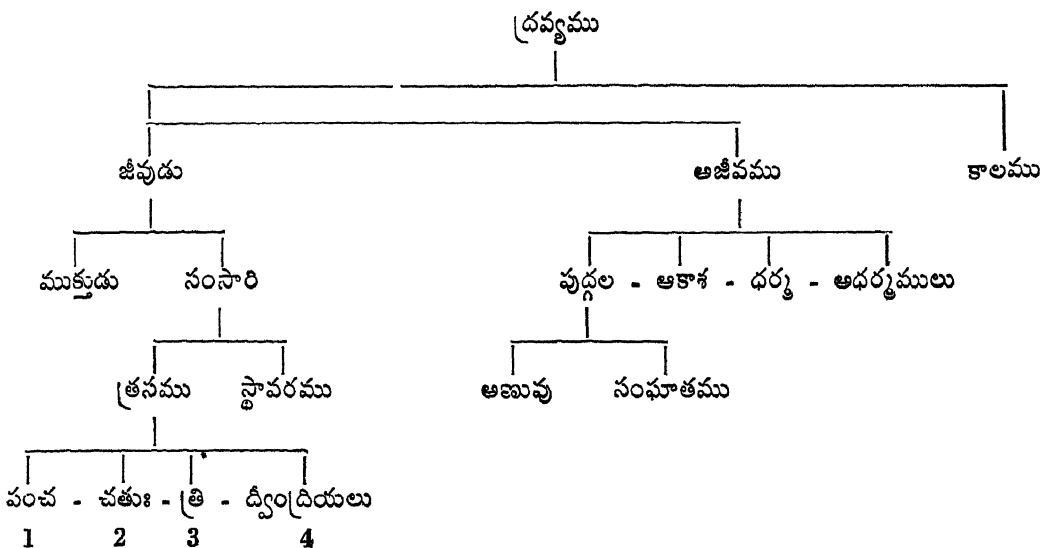 ద్రవ్యము
జీవుడు అజీవము కాలము
ముక్తుడు సంసారి పుద్గల - ఆకాశ - ధర్మ - అధర్మములు
త్రసము స్థావరము అణువు సంఘాతము
పంచ - చతుః - త్రి - ద్వీంద్రియలు
1 2 3 4